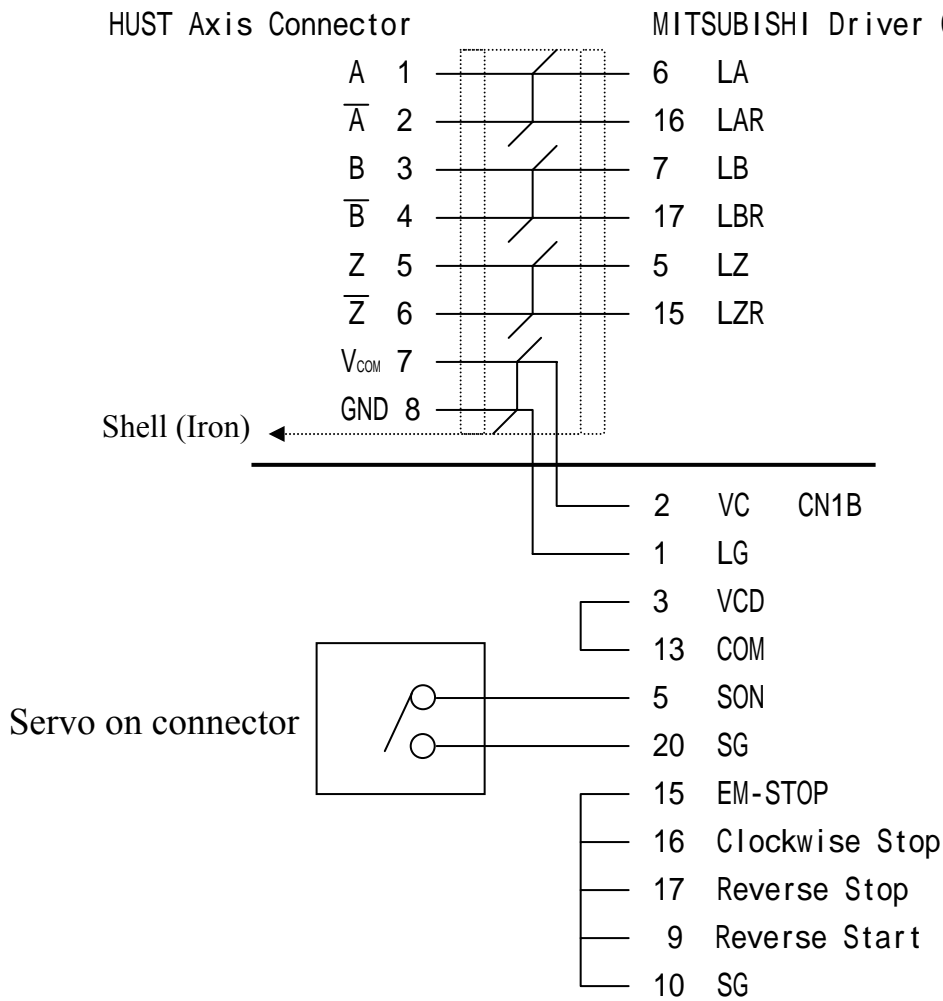 HUST Axis Connector MITSUBISHI Driver
A 1 6 LA
A̅ 2 16 LAR
B 3 7 LB
B̅ 4 17 LBR
Z 5 5 LZ
Z̅ 6 15 LZR
VCOM 7
GND 8
Shell (Iron)
2 VC CN1B
1 LG
3 VCD
13 COM
5 SON
Servo on connector
20 SG
15 EM-STOP
16 Clockwise Stop
17 Reverse Stop
9 Reverse Start
10 SG